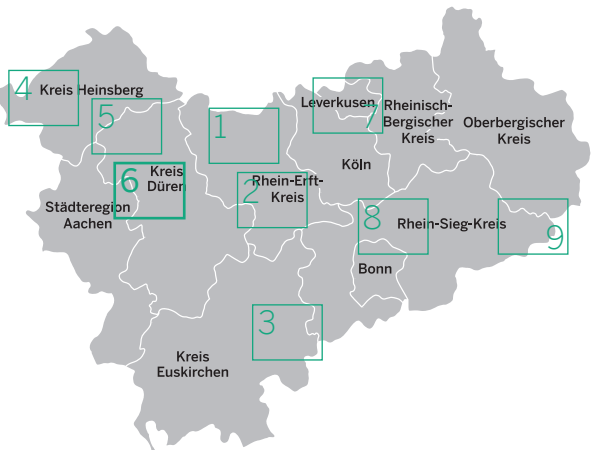 4
Kreis Heinsberg
5
1
Leverkusen
7
Rheinisch-
Bergischer
Kreis
Oberbergischer
Kreis
Köln
6
Kreis
Düren
2
Rhein-Erft-
Kreis
Städteregion
Aachen
8
Rhein-Sieg-Kreis
9
Bonn
3
Kreis
Euskirchen